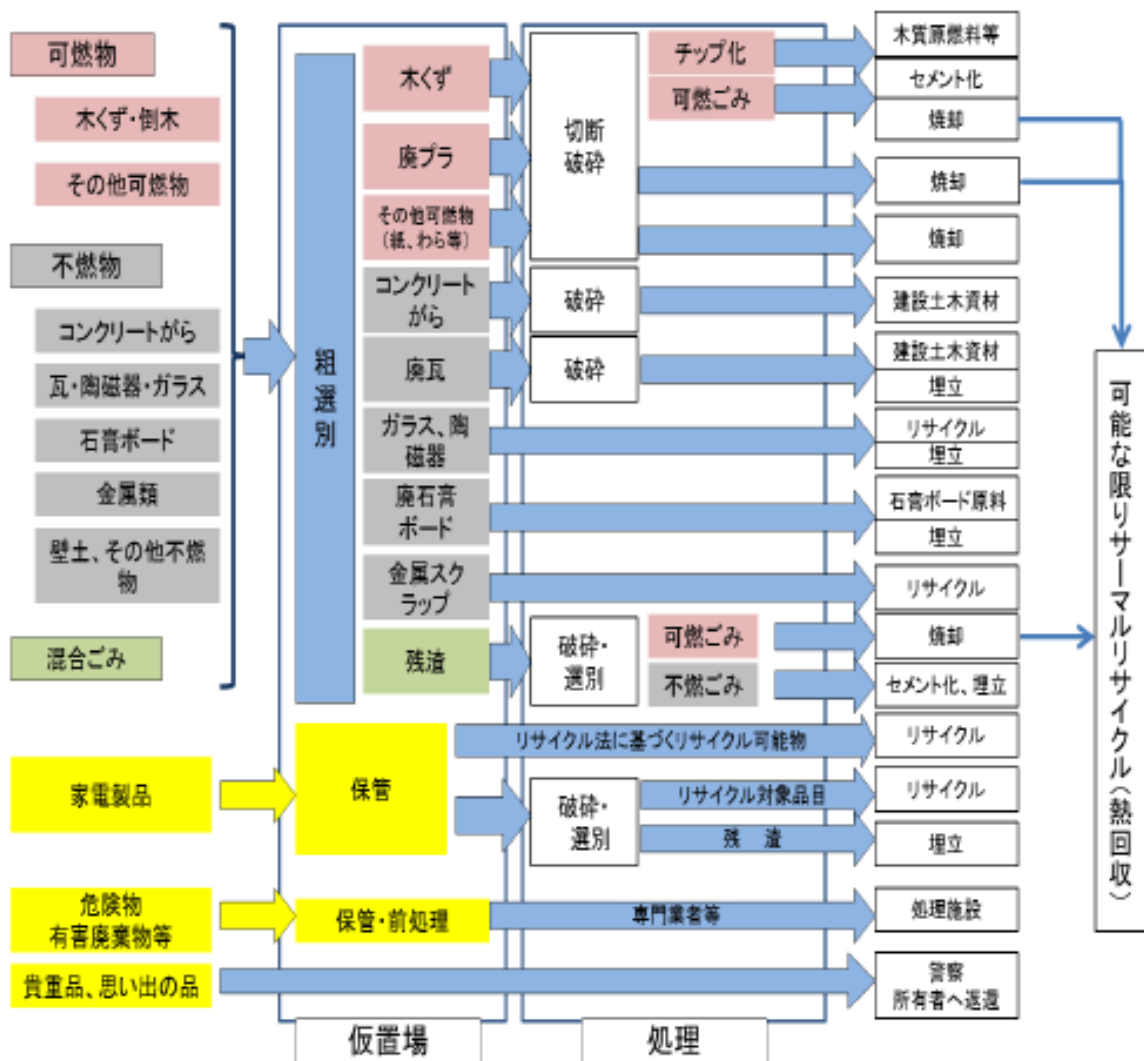 可燃物
木くず・倒木
その他可燃物
不燃物
コンクリートがら
瓦・陶磁器・ガラス
石膏ボード
金属類
壁土、その他不燃
物
混合ごみ
家電製品
危険物
有害廃棄物等
貴重品、思い出の品
粗選別
木くず
廃プラ
その他可燃物
(紙、わら等)
コンクリート
がら
廃瓦
ガラス、陶
磁器
廃石膏
ボード
金属スク
ラップ
残渣
保管
保管・前処理
仮置場
切断
破砕
チップ化
可燃ごみ
破砕
破砕
破砕・
選別
可燃ごみ
不燃ごみ
リサイクル法に基づくリサイクル可能物
破砕・
選別
リサイクル対象品目
残 渣
専門業者等
処理
木質原燃料等
セメント化
焼却
焼却
焼却
建設土木資材
建設土木資材
埋立
リサイクル
埋立
石膏ボード原料
埋立
リサイクル
焼却
セメント化、埋立
リサイクル
リサイクル
埋立
処理施設
警察
所有者へ返還
可能な限りサーマルリサイクル(熱回収)